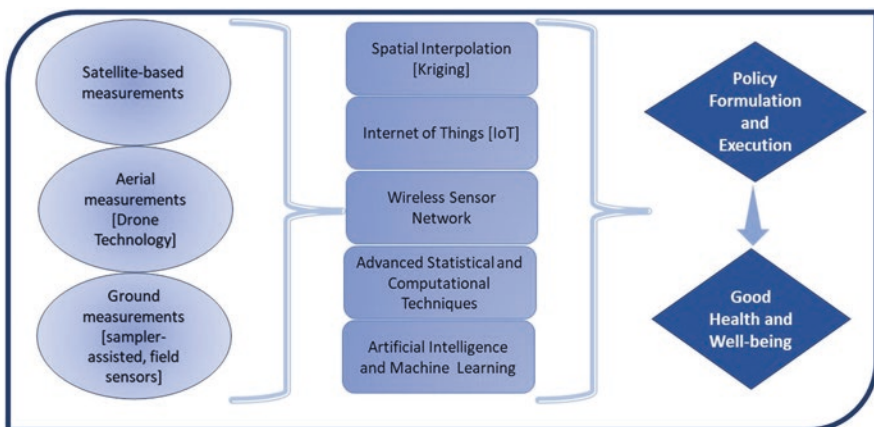 Satellite-based
measurements
Aerial
measurements
[Drone
Technology]
Ground
measurements
[sampler-
assisted, field
sensors]
Spatial Interpolation
[Kriging]
Internet of Things [IoT]
Wireless Sensor
Network
Advanced Statistical and
Computational
Techniques
Artificial Intelligence
and Machine Learning
Policy
Formulation
and
Execution
Good
Health and
Well-being